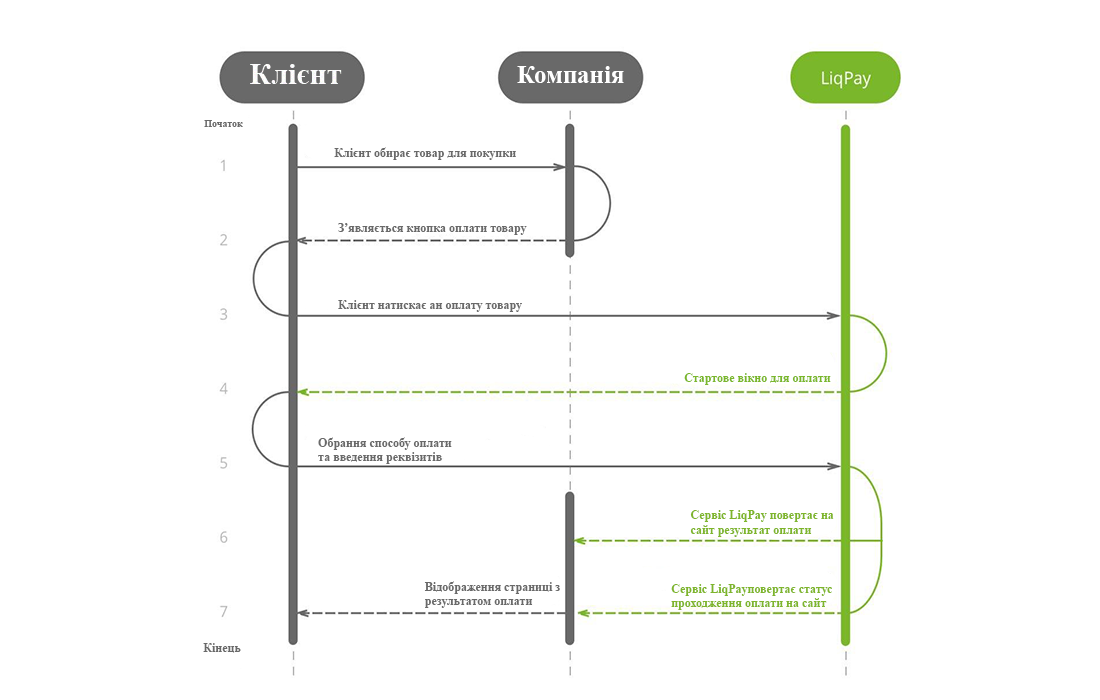 Клієнт
Компанія
LiqPay
Початок
1
Клієнт обирає товар для покупки
2
З’являється кнопка оплати товару
3
Клієнт натискає ан оплату товару
4
Стартове вікно для оплати
Обрання способу оплати
та введення реквізитів
5
Сервіс LiqPay повертає на
сайт результат оплати
6
Відображення страниці з
результатом оплати
Сервіс LiqPayповертає статус
проходження оплати на сайт
7
Кінець